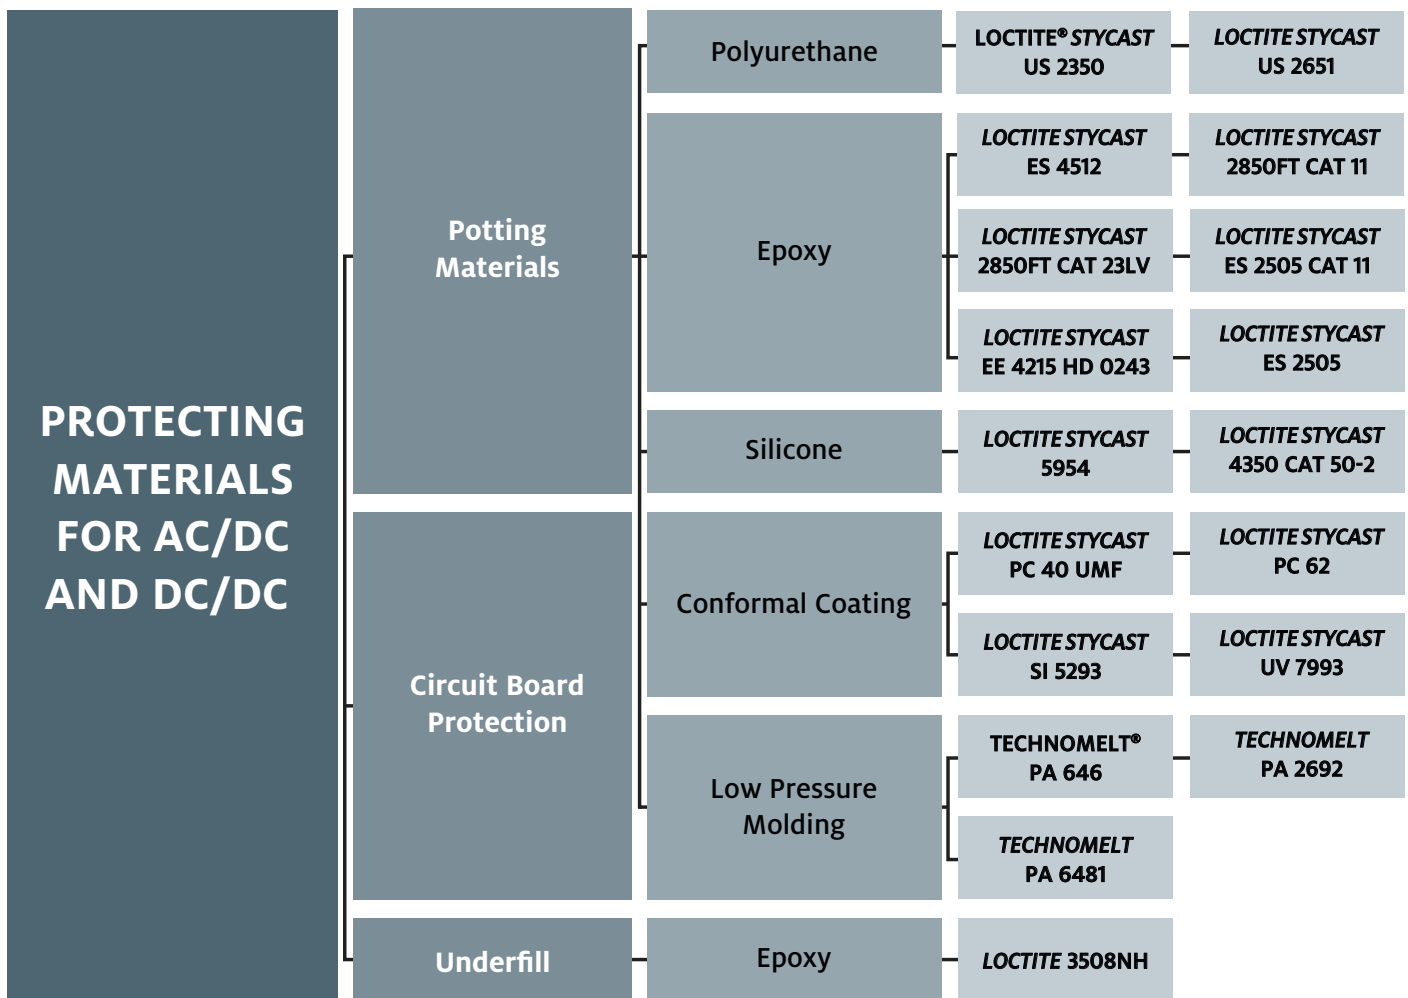 PROTECTING
MATERIALS
FOR AC/DC
AND DC/DC
Potting
Materials
Polyurethane
LOCTITE® STYCAST
US 2350
LOCTITE STYCAST
US 2651
Epoxy
LOCTITE STYCAST
ES 4512
LOCTITE STYCAST
2850FT CAT 11
LOCTITE STYCAST
2850FT CAT 23LV
LOCTITE STYCAST
ES 2505 CAT 11
LOCTITE STYCAST
EE 4215 HD 0243
LOCTITE STYCAST
ES 2505
Silicone
LOCTITE STYCAST
5954
LOCTITE STYCAST
4350 CAT 50-2
Circuit Board
Protection
Conformal Coating
LOCTITE STYCAST
PC 40 UMF
LOCTITE STYCAST
PC 62
LOCTITE STYCAST
SI 5293
LOCTITE STYCAST
UV 7993
Low Pressure
Molding
TECHNOMELT®
PA 646
TECHNOMELT
PA 2692
TECHNOMELT
PA 6481
Underfill
Epoxy
LOCTITE 3508NH